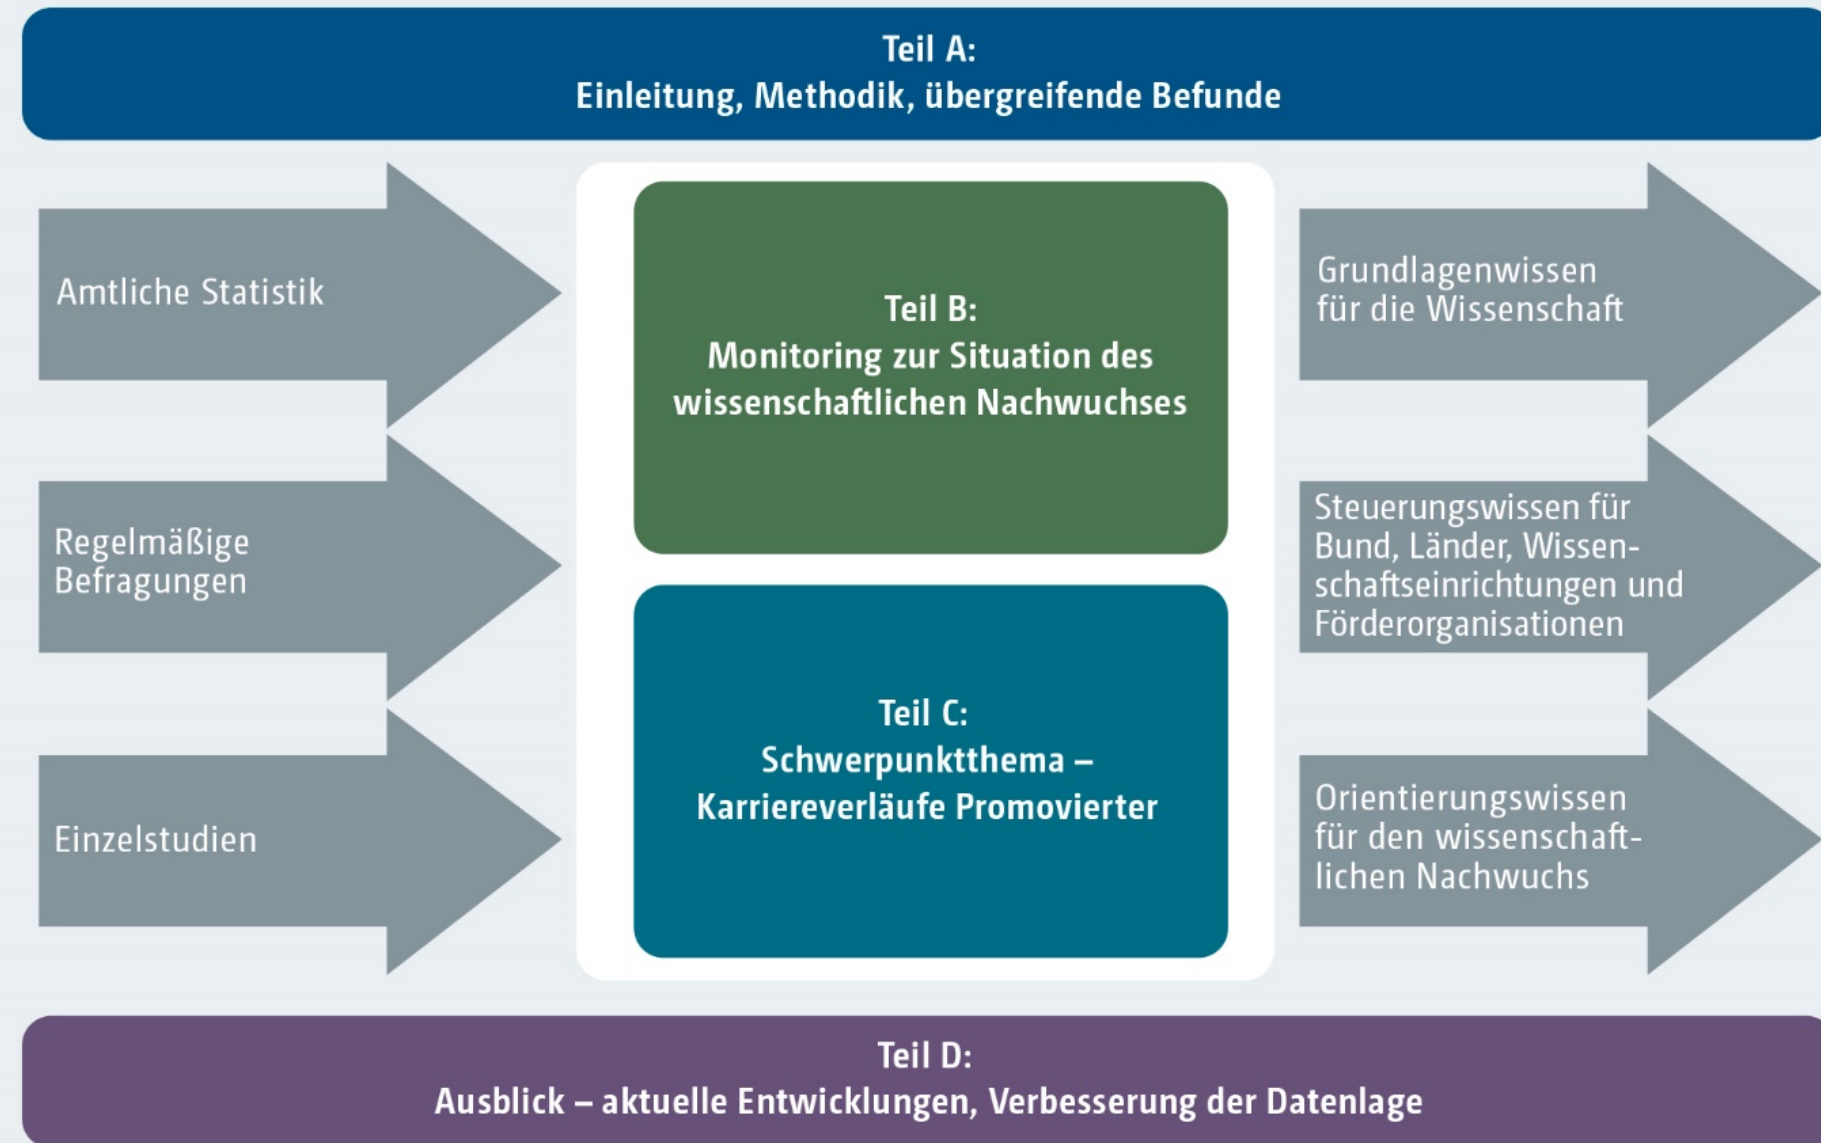 Teil A:
Einleitung, Methodik, übergreifende Befunde
Amtliche Statistik
Regelmäßige
Befragungen
Einzelstudien
Teil B:
Monitoring zur Situation des
wissenschaftlichen Nachwuchses
Teil C:
Schwerpunktthema –
Karriereverläufe Promovierter
Grundlagenwissen
für die Wissenschaft
Steuerungswissen für
Bund, Länder, Wissen-
schaftseinrichtungen und
Förderorganisationen
Orientierungswissen
für den wissenschaft-
lichen Nachwuchs
Teil D:
Ausblick – aktuelle Entwicklungen, Verbesserung der Datenlage